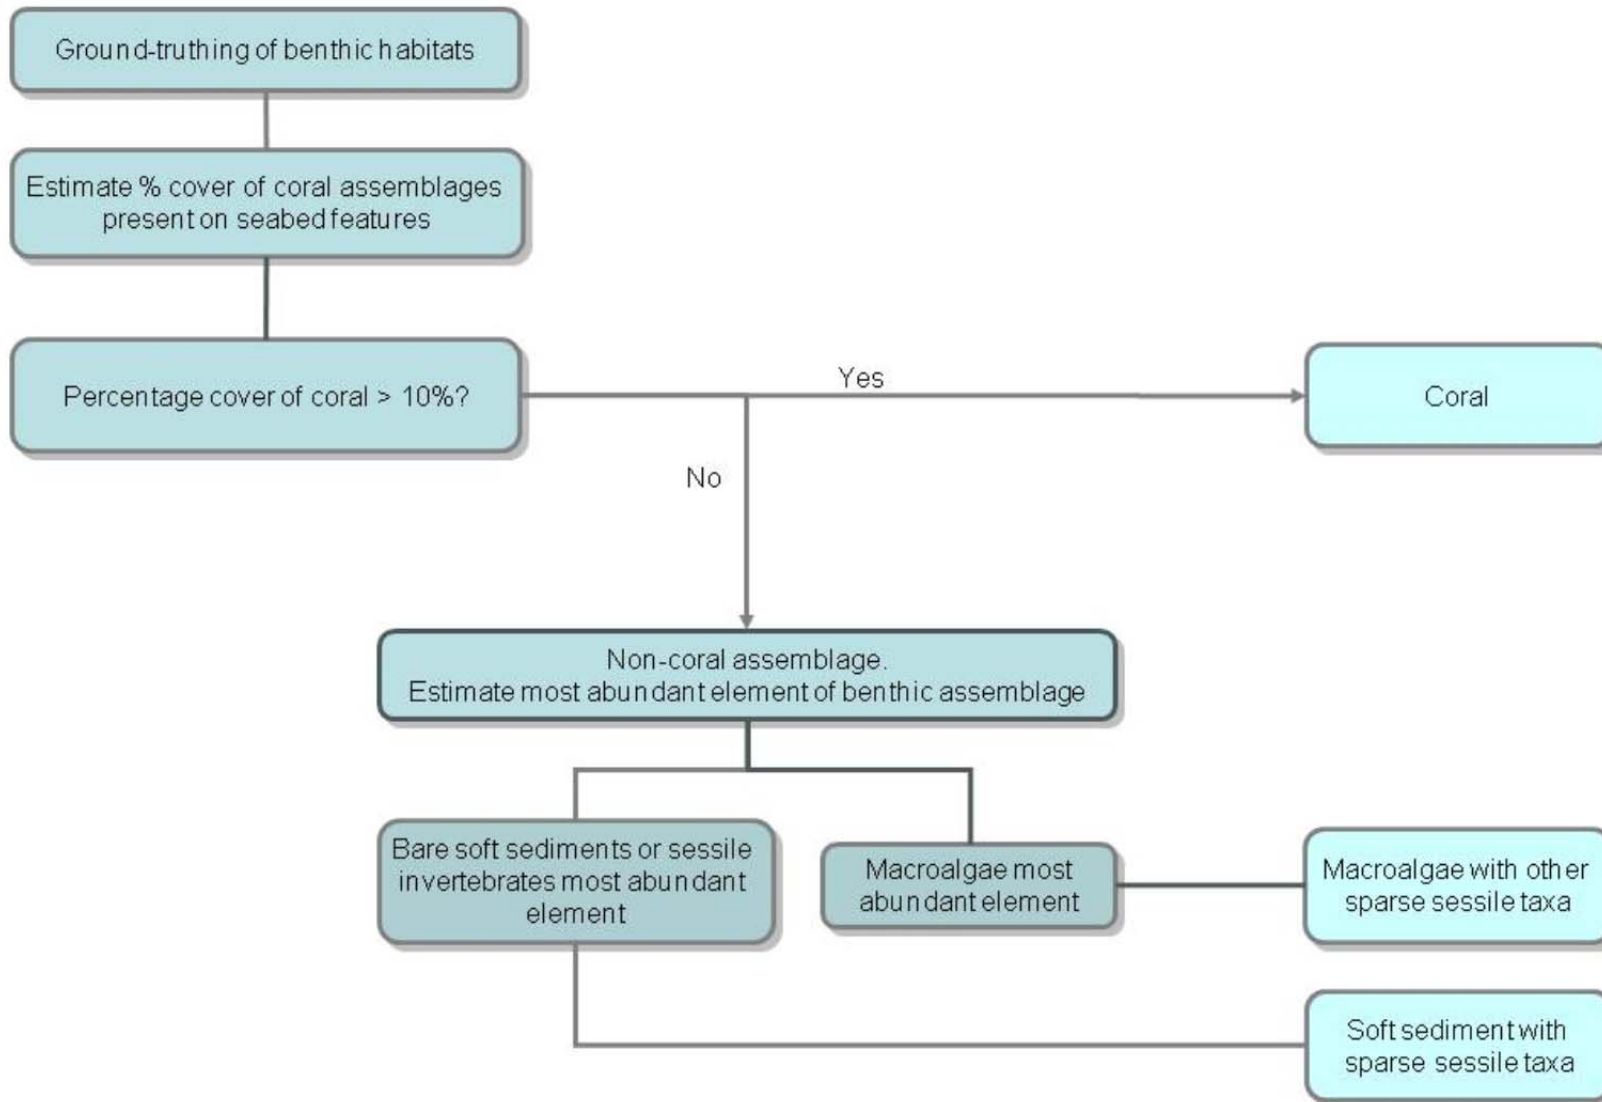 Ground-truthing of benthic habitats
Estimate % cover of coral assemblages
present on seabed features
Percentage cover of coral > 10%?
Yes
Coral
No
Non-coral assemblage.
Estimate most abundant element of benthic assemblage
Bare soft sediments or sessile
invertebrates most abundant
element
Macroalgae most
abundant element
Macroalgae with other
sparse sessile taxa
Soft sediment with
sparse sessile taxa